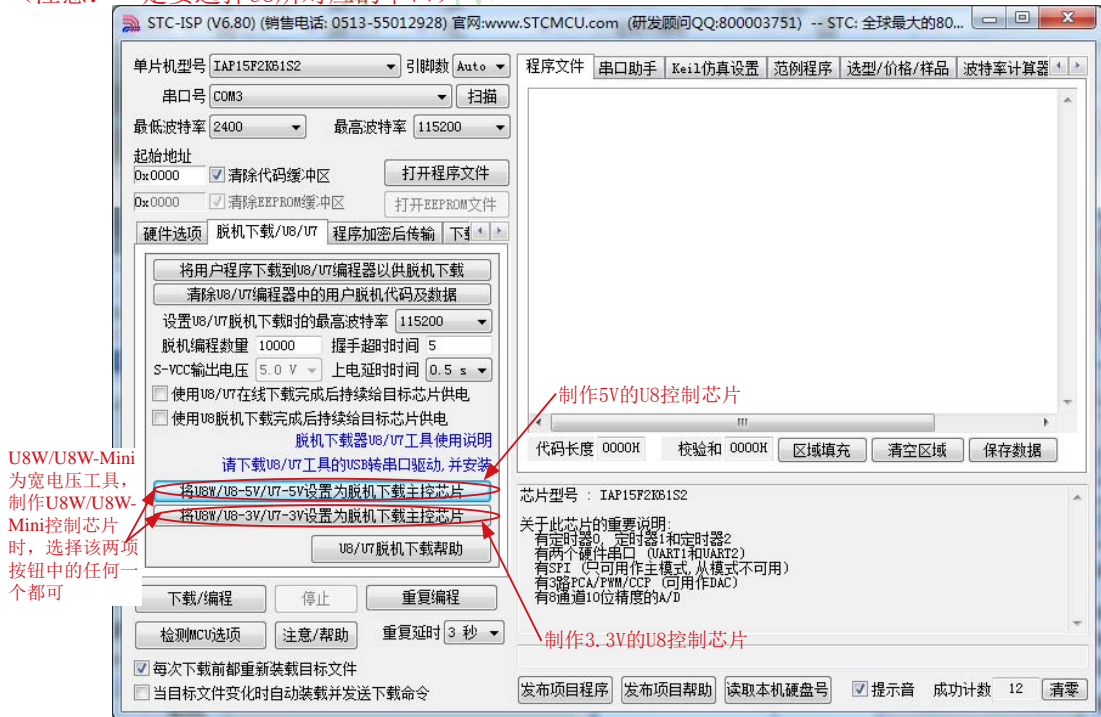 STC-ISP (V6.80) (销售电话: 0513-55012928) 官网:www.STCMCU.com (研发顾问QQ:800003751) -- STC: 全球最大的80...
单片机型号 IAP15F2K61S2 引脚数 Auto
串口号 COM3 扫描
最低波特率 2400 最高波特率 115200
起始地址
0x0000 清除代码缓冲区 打开程序文件
0x0000 清除EEPROM缓冲区 打开EEPROM文件
硬件选项 脱机下载/U8/U7 程序加密后传输
将用户程序下载到U8/U7编程器以供脱机下载
清除U8/U7编程器中的用户脱机代码及数据
设置U8/U7脱机下载时的最高波特率 115200
脱机编程数量 10000 握手超时时间 5
S-VCC输出电压 5.0 V 上电延时时间 0.5 s
使用U8/U7在线下载完成后持续给目标芯片供电
使用U8脱机下载完成后持续给目标芯片供电
脱机下载器U8/U7工具使用说明
请下载U8/U7工具的USB转串口驱动,并安装
将U8W/U8-5V/U7-5V设置为脱机下载主控芯片
将U8W/U8-3V/U7-3V设置为脱机下载主控芯片
U8/U7脱机下载帮助
下载/编程 停止 重复编程
检测MCU选项 注意/帮助 重复延时 3 秒
每次下载前都重新装载目标文件
当目标文件变化时自动装载并发送下载命令
U8W/U8W-Mini
为宽电压工具，
制作U8W/U8W-
Mini控制芯片
时，选择该两项
按钮中的任何一
个都可
程序文件 串口助手 Keil仿真设置 范例程序 选型/价格/样品 波特率计算器
制作5V的U8控制芯片
代码长度 0000H 校验和 0000H 区域填充 清空区域 保存数据
芯片型号 : IAP15F2K61S2
关于此芯片的重要说明:
有定时器0, 定时器1和定时器2
有两个硬件串口 (UART1和UART2)
有SPI (只可用作主模式,从模式不可用)
有3路PCA/PWM/CCP (可用作DAC)
有8通道10位精度的A/D
制作3.3V的U8控制芯片
发布项目程序 发布项目帮助 读取本机硬盘号 提示音 成功计数 12 清零